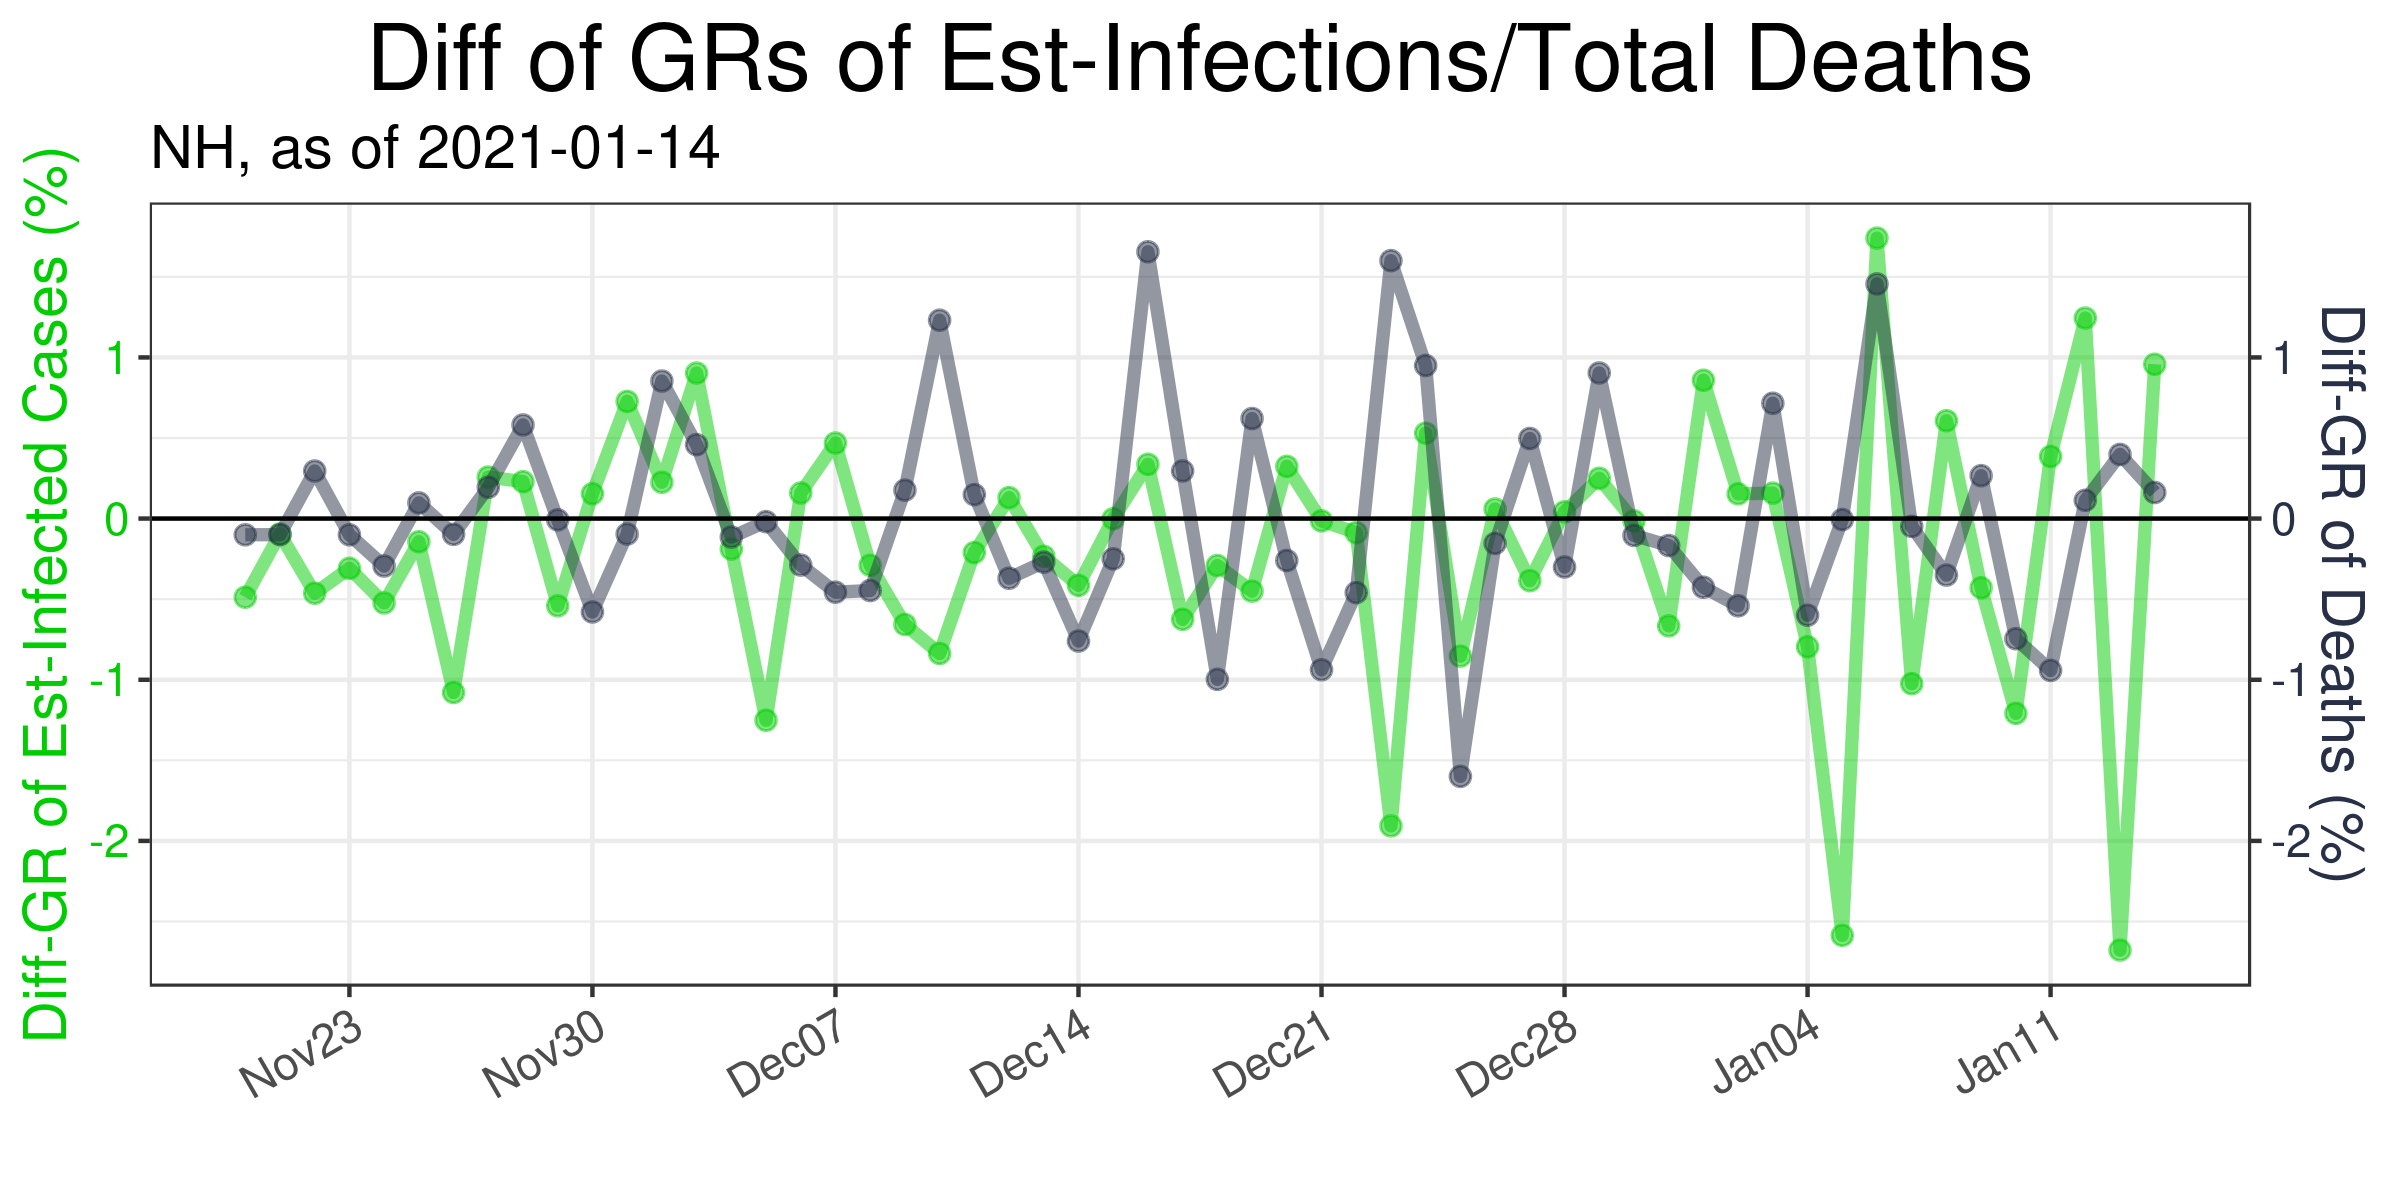 Diff of GRs of Est-Infections/Total Deaths
NH, as of 2021-01-14
Diff-GR of Est-Infected Cases (%)
1
0
-1
-2
1
0
-1
-2
Diff-GR of Deaths (%)
Nov23
Nov30
Dec07
Dec14
Dec21
Dec28
Jan04
Jan11